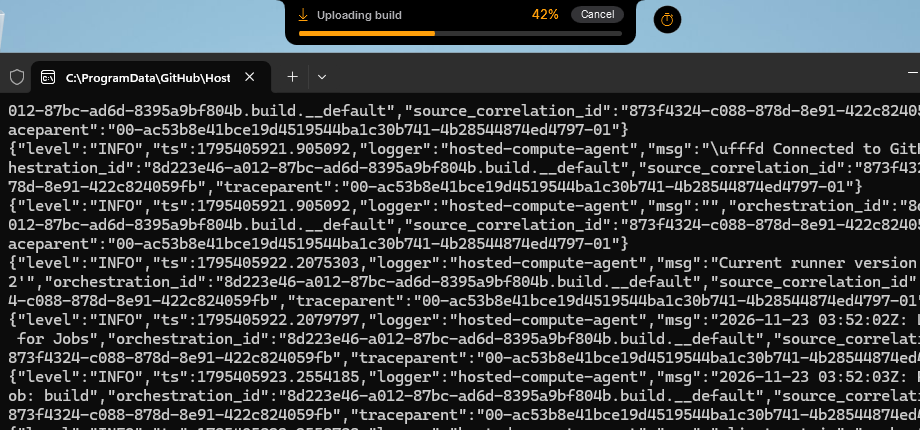 Uploading build 42% Cancel
C:\ProgramData\GitHub\Host
012-87bc-ad6d-8395a9bf804b.build.__default","source_correlation_id":"873f4324-c088-878d-8e91-422c82405
aceparent":"00-ac53b8e41bce19d4519544ba1c30b741-4b28544874ed4797-01"}
{"level":"INFO","ts":1795405921.905092,"logger":"hosted-compute-agent","msg":"\ufffd Connected to GitH
hestration_id":"8d223e46-a012-87bc-ad6d-8395a9bf804b.build.__default","source_correlation_id":"873f43
78d-8e91-422c824059fb","traceparent":"00-ac53b8e41bce19d4519544ba1c30b741-4b28544874ed4797-01"}
{"level":"INFO","ts":1795405921.905092,"logger":"hosted-compute-agent","msg":"","orchestration_id":"8d
012-87bc-ad6d-8395a9bf804b.build.__default","source_correlation_id":"873f4324-c088-878d-8e91-422c82405
aceparent":"00-ac53b8e41bce19d4519544ba1c30b741-4b28544874ed4797-01"}
{"level":"INFO","ts":1795405922.2075303,"logger":"hosted-compute-agent","msg":"Current runner version
2'","orchestration_id":"8d223e46-a012-87bc-ad6d-8395a9bf804b.build.__default","source_correlation_id"
4-c088-878d-8e91-422c824059fb","traceparent":"00-ac53b8e41bce19d4519544ba1c30b741-4b28544874ed4797-01"
{"level":"INFO","ts":1795405922.2079797,"logger":"hosted-compute-agent","msg":"2026-11-23 03:52:02Z:
for Jobs","orchestration_id":"8d223e46-a012-87bc-ad6d-8395a9bf804b.build.__default","source_correlati
873f4324-c088-878d-8e91-422c824059fb","traceparent":"00-ac53b8e41bce19d4519544ba1c30b741-4b28544874ed4
{"level":"INFO","ts":1795405923.2554185,"logger":"hosted-compute-agent","msg":"2026-11-23 03:52:03Z:
ob: build","orchestration_id":"8d223e46-a012-87bc-ad6d-8395a9bf804b.build.__default","source_correlat
873f4324-c088-878d-8e91-422c824059fb","traceparent":"00-ac53b8e41bce19d4519544ba1c30b741-4b28544874ed4